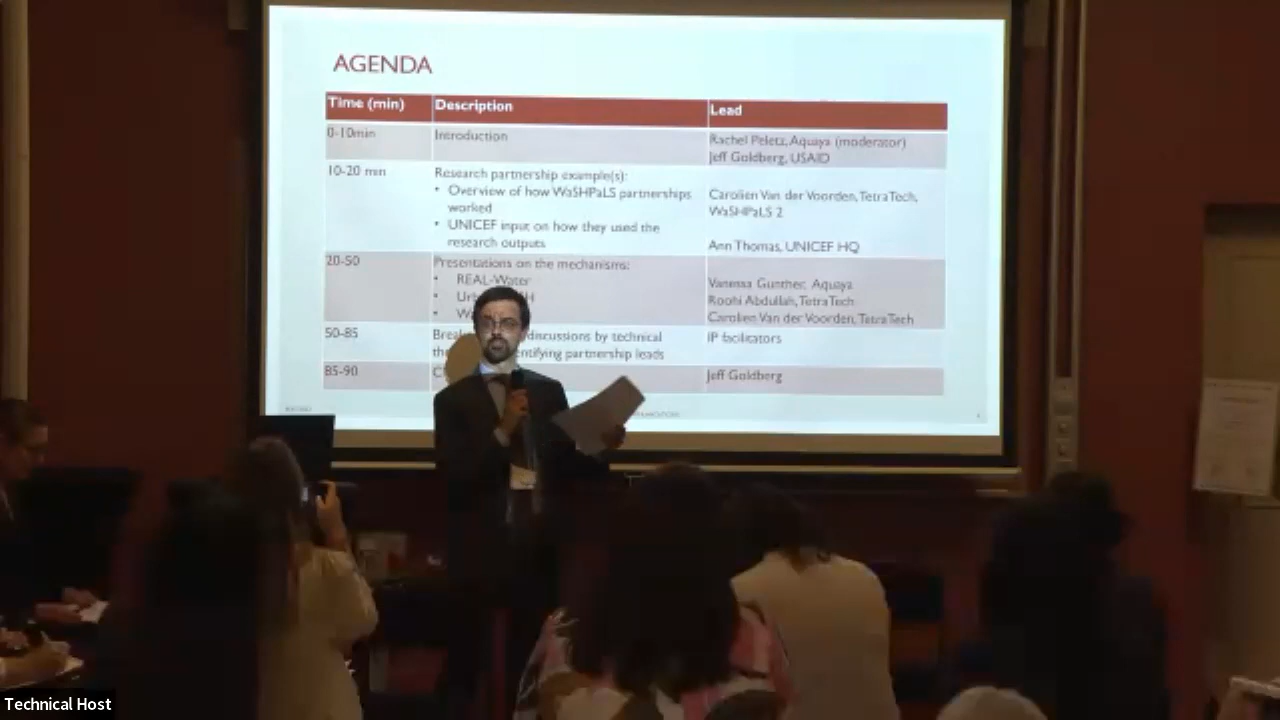 AGENDA
Time (min) Description Lead
0-10min Introduction Rachel Peletz, Aquaya (moderator)
Jeff Goldberg, USAID
10-20 min Research partnership example(s):
• Overview of how WaSHPaLS partnerships Carolien Van der Voorden, TetraTech,
worked WaSHPaLS 2
• UNICEF input on how they used the
research outputs Ann Thomas, UNICEF HQ
20-50 Presentations on the mechanisms:
• REAL-Water Vanessa Gunther, Aquaya
• Roohi Abdullah, TetraTech
• Carolien Van der Voorden, TetraTech
50-85 discussions by technical IP facilitators
partnership leads
85-90 Jeff Goldberg
Technical Host